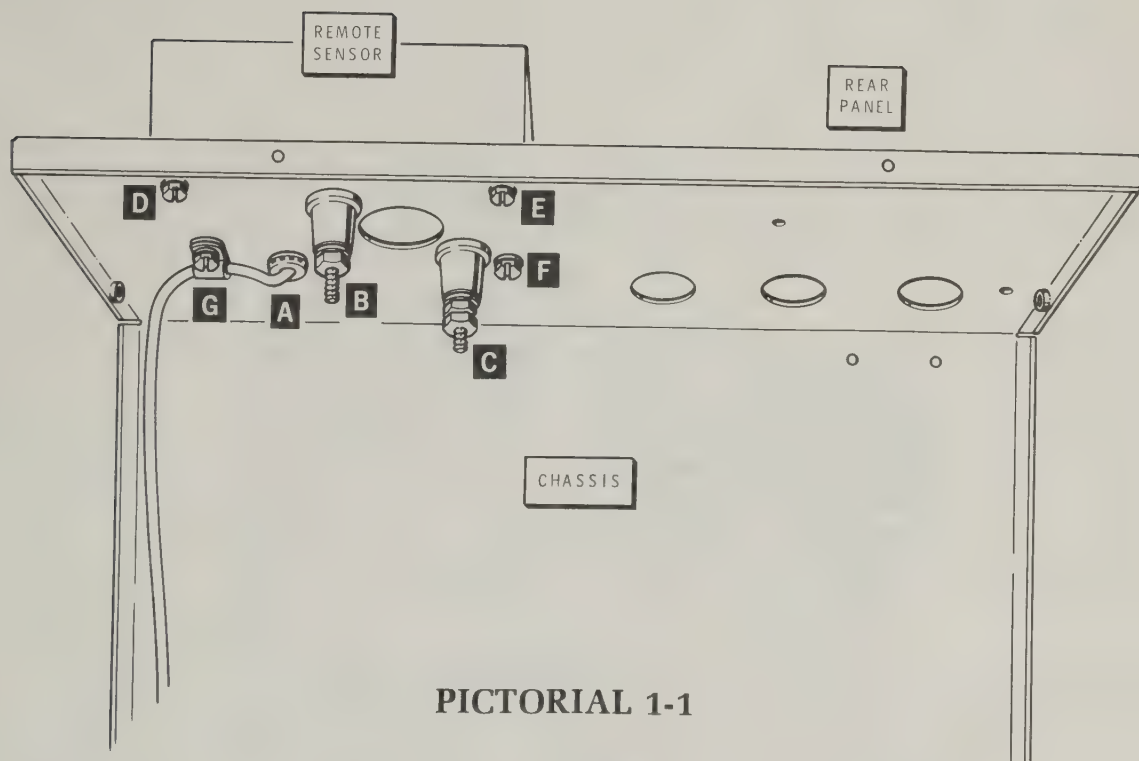 REMOTE
SENSOR
REAR
PANEL
D
E
G
A
B
F
C
CHASSIS
PICTORIAL 1-1